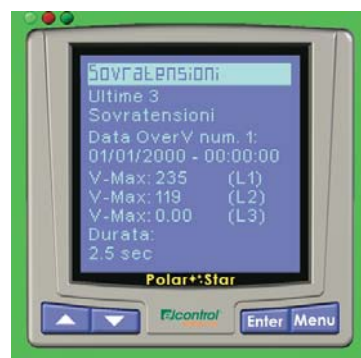 Sovratensioni
Ultime 3
Sovratensioni
Data OverV num. 1:
01/01/2000 - 00:00:00
V-Max: 235 (L1)
V-Max: 119 (L2)
V-Max: 0.00 (L3)
Durata:
2.5 sec
Polar Star
Elcontrol
Enter Menu